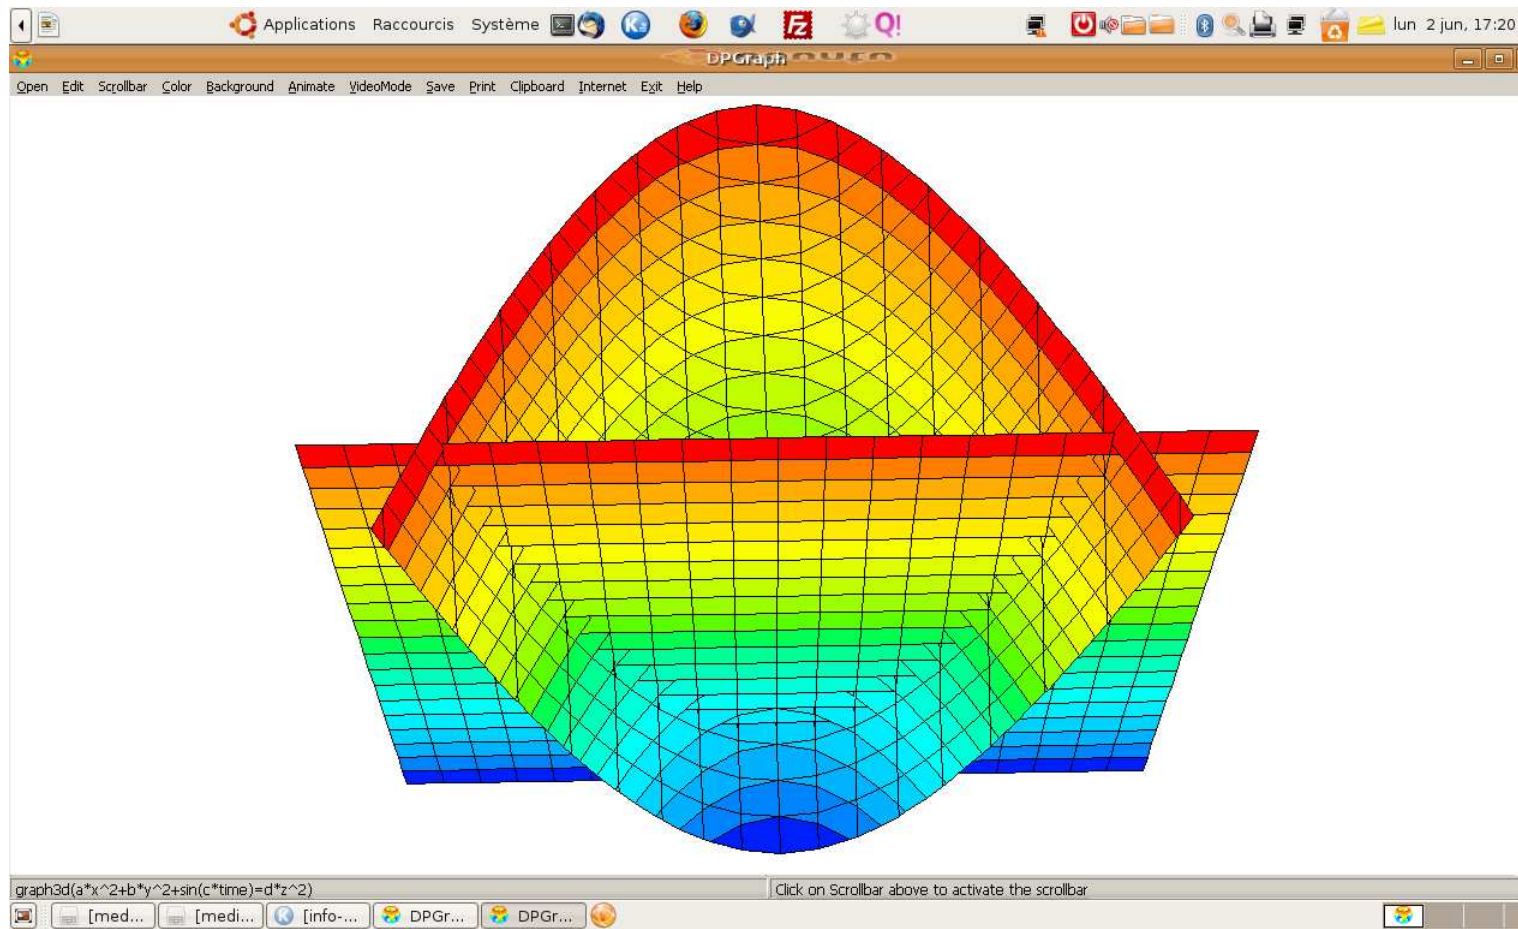 Applications Raccourcis Système Q! lun 2 jun, 17:20
DPGraph
Open Edit Scrollbar Color Background Animate VideoMode Save Print Clipboard Internet Exit Help
graph3d(a*x^2+b*y^2+sin(c*time)=d*z^2) Click on Scrollbar above to activate the scrollbar
[med... [medi... [info-... DPGr... DPGr...